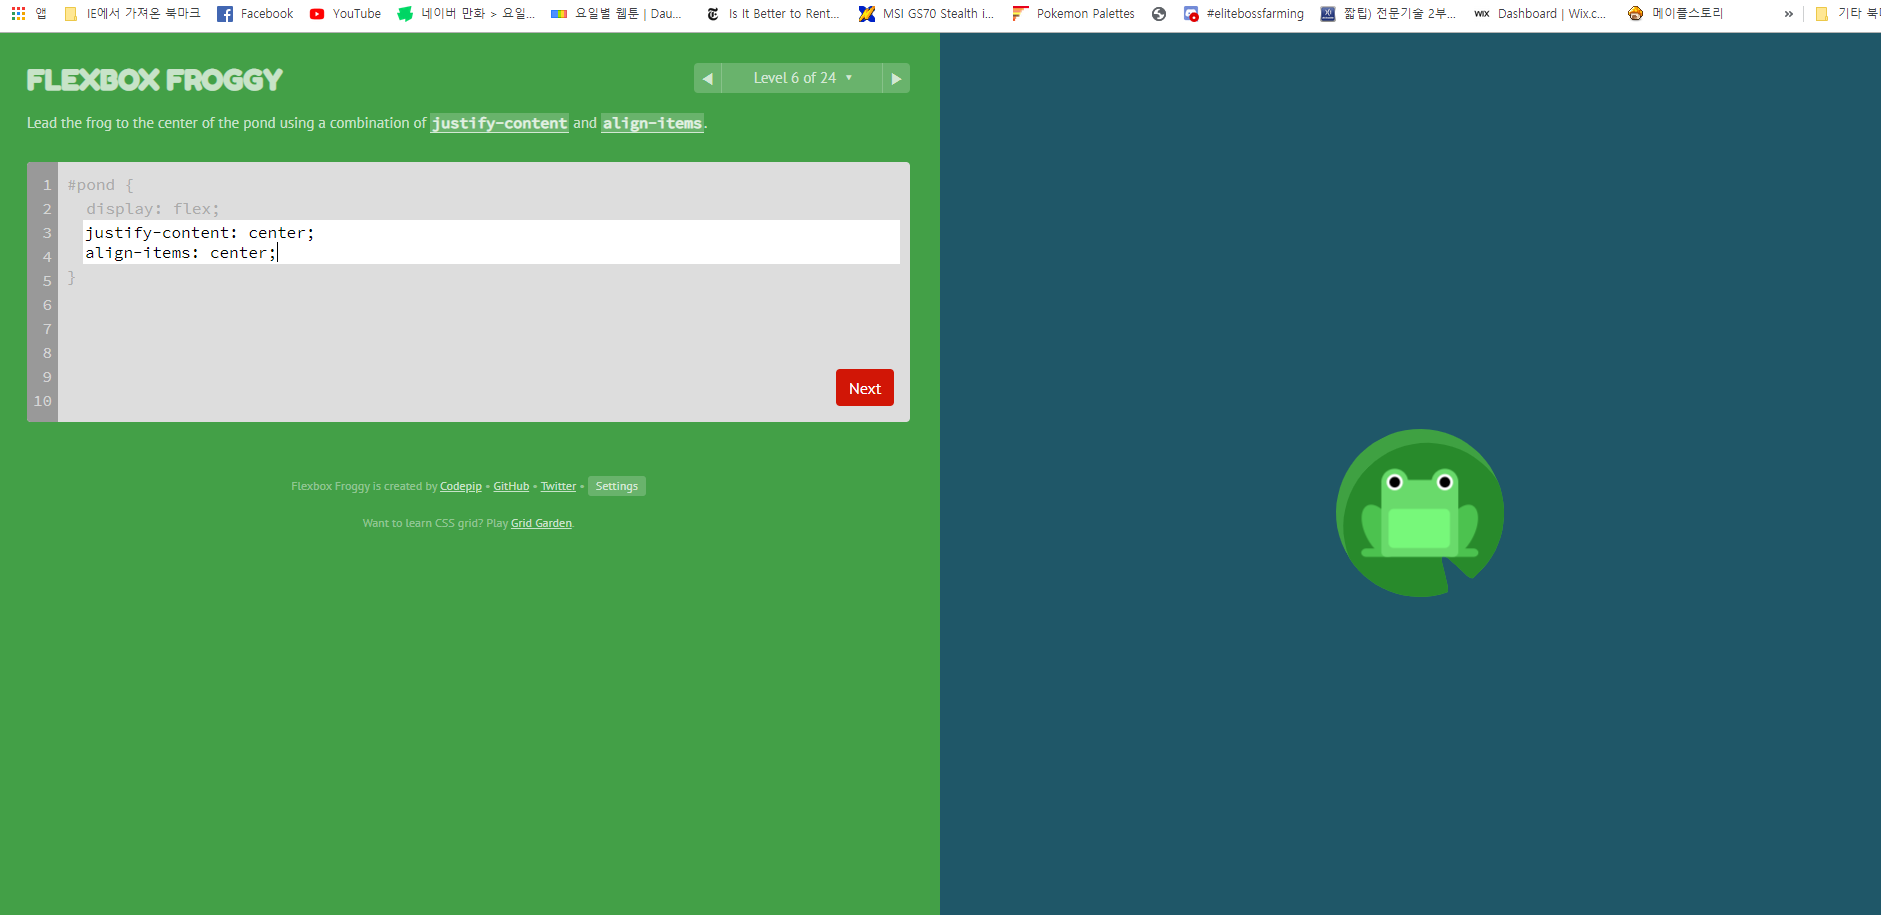 앱 IE에서 가져온 북마크 Facebook YouTube 네이버 만화 > 요일... 요일별 웹툰 | Dau... Is It Better to Rent... MSI GS70 Stealth i... Pokemon Palettes #elitebossfarming 짧팁) 전문기술 2부... WIX Dashboard | Wix.c... 메이플스토리 » 기타 북
FLEXBOX FROGGY
◀ Level 6 of 24 ▼ ▶
Lead the frog to the center of the pond using a combination of justify-content and align-items.
1 #pond {
2 display: flex;
3 justify-content: center;
4 align-items: center;
5 }
6
7
8
9
10
Next
Flexbox Froggy is created by Codepip • GitHub • Twitter • Settings
Want to learn CSS grid? Play Grid Garden.